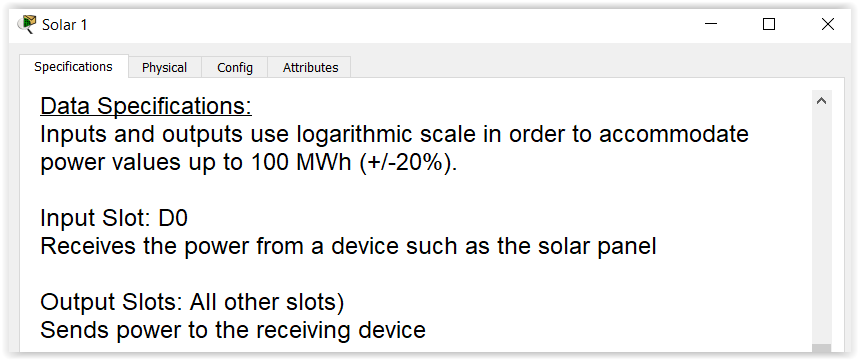 Solar 1
Specifications Physical Config Attributes
Data Specifications:
Inputs and outputs use logarithmic scale in order to accommodate
power values up to 100 MWh (+/-20%).
Input Slot: D0
Receives the power from a device such as the solar panel
Output Slots: All other slots)
Sends power to the receiving device